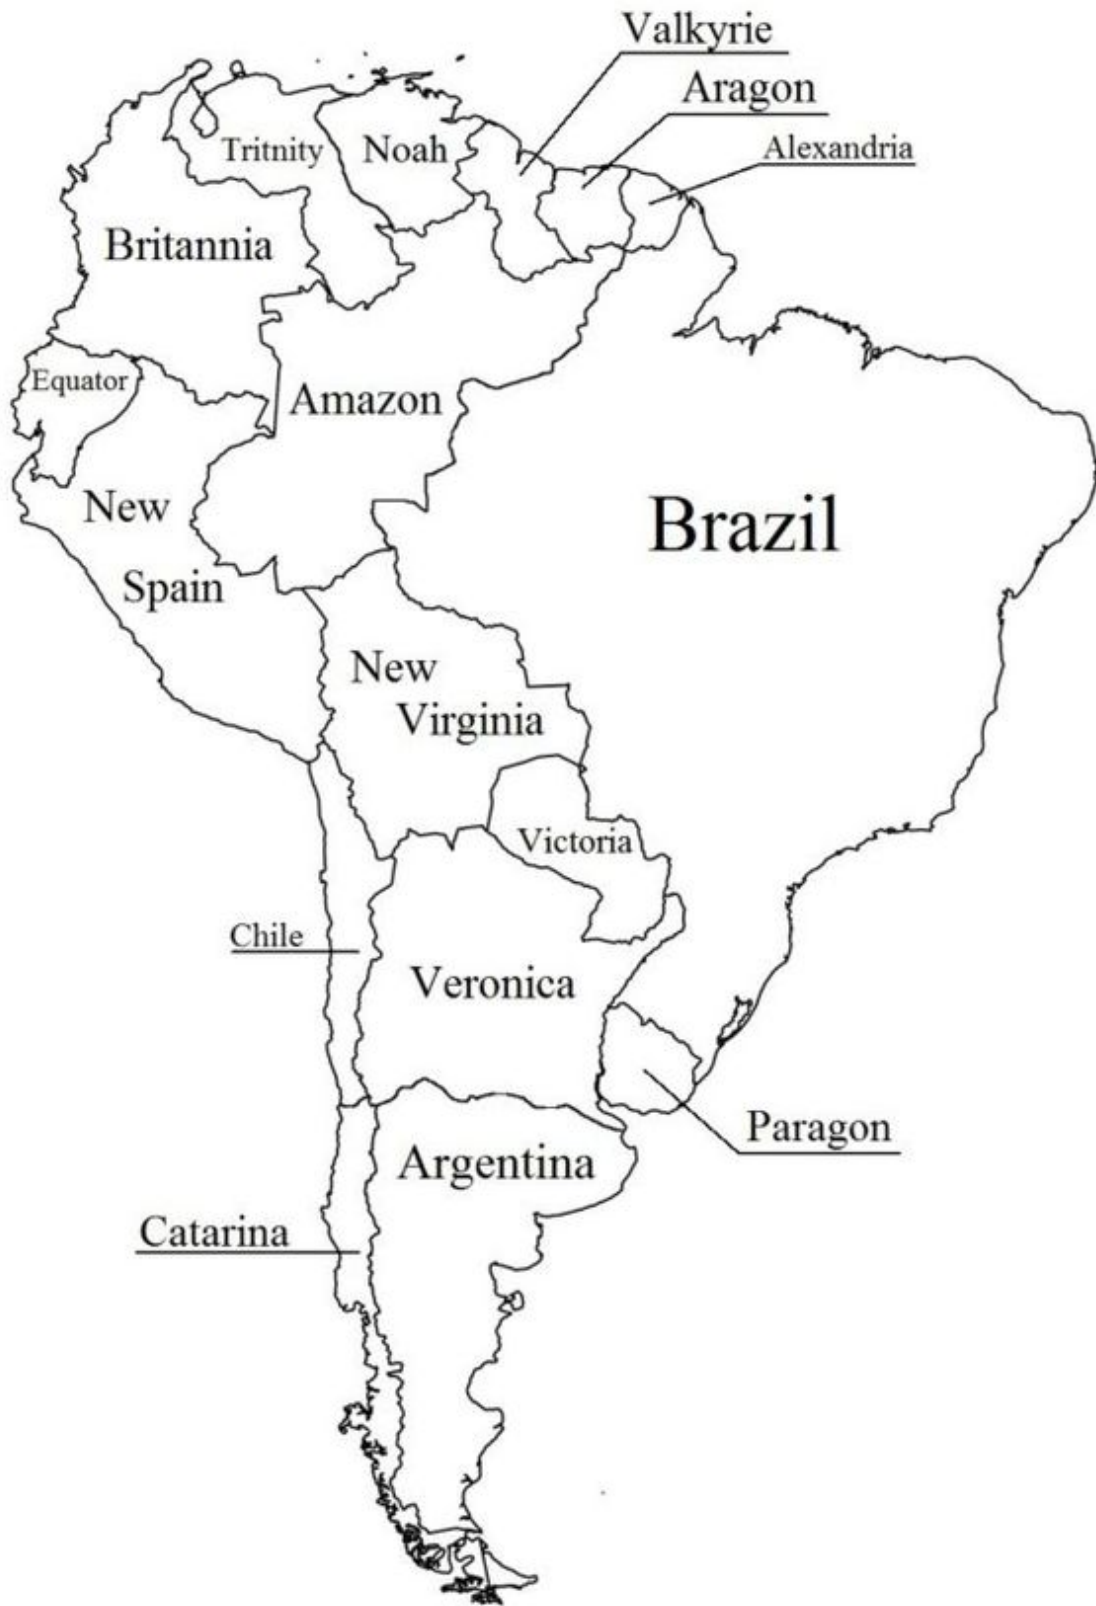 Valkyrie
Aragon
Alexandria
Tritnity
Noah
Britannia
Equator
Amazon
New
Spain
Brazil
New
Virginia
Victoria
Chile
Veronica
Paragon
Argentina
Catarina